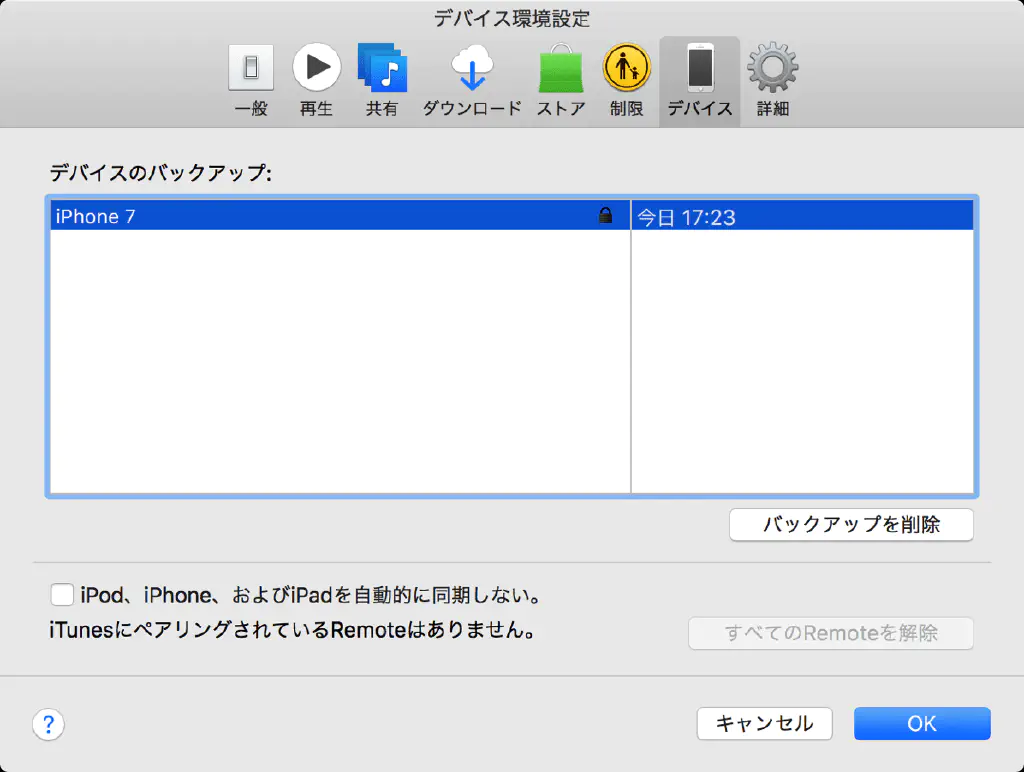 デバイス環境設定
一般 再生 共有 ダウンロード ストア 制限 デバイス 詳細
デバイスのバックアップ:
iPhone 7 今日 17:23
バックアップを削除
iPod、iPhone、およびiPadを自動的に同期しない。
iTunesにペアリングされているRemoteはありません。
すべてのRemoteを解除
? キャンセル OK